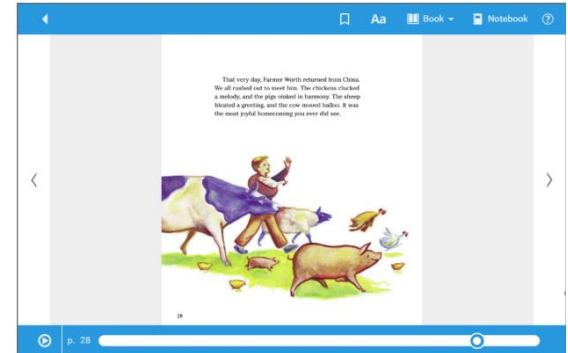 Aa Book Notebook ?
That very day, Farmer Worth returned from China.
We all rushed out to meet him. The chickens clucked
a melody, and the pigs oinked in harmony. The sheep
bleated a greeting, and the cow mooed halloo. It was
the most joyful homecoming you ever did see.
28
p. 28